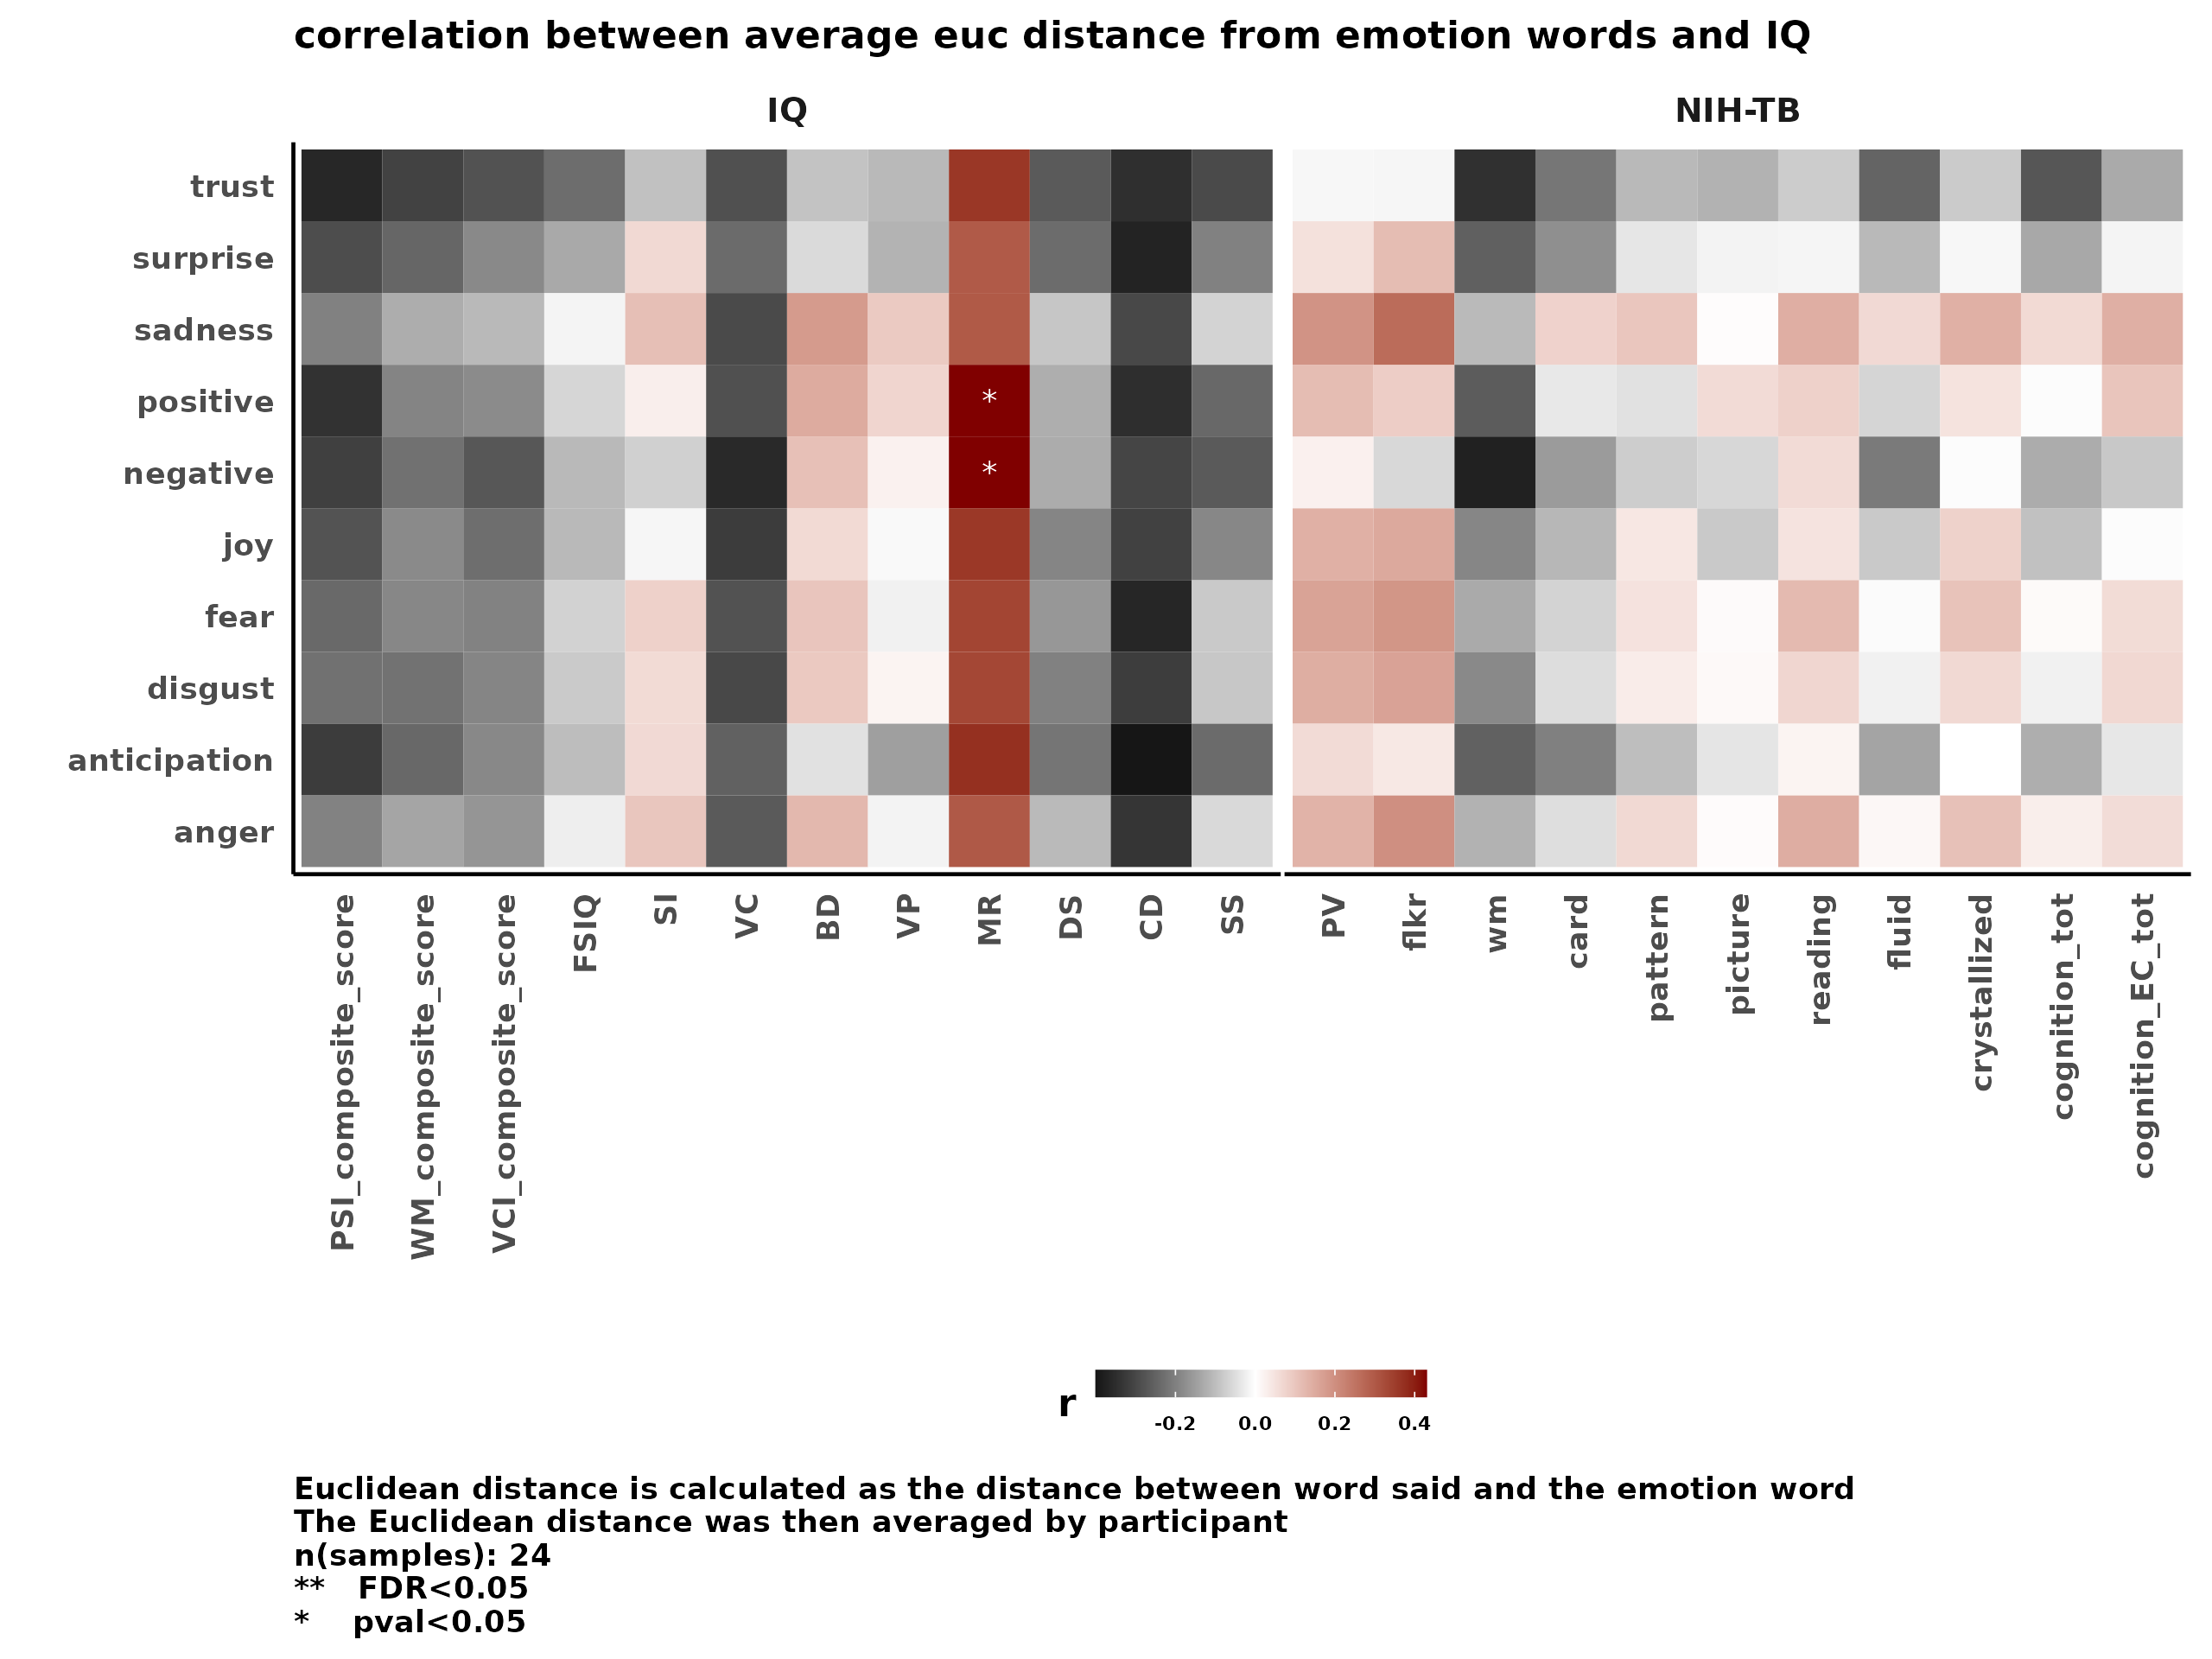 correlation between average euc distance from emotion words and IQ
IQ
NIH-TB
trust
surprise
sadness
positive
*
negative
*
joy
fear
disgust
anticipation
anger
PSI_composite_score
WM_composite_score
VCI_composite_score
FSIQ
SI
VC
BD
VP
MR
DS
CD
SS
PV
flkr
wm
card
pattern
picture
reading
fluid
crystallized
cognition_tot
cognition_EC_tot
r
-0.2 0.0 0.2 0.4
Euclidean distance is calculated as the distance between word said and the emotion word
The Euclidean distance was then averaged by participant
n(samples): 24
** FDR<0.05
* pval<0.05